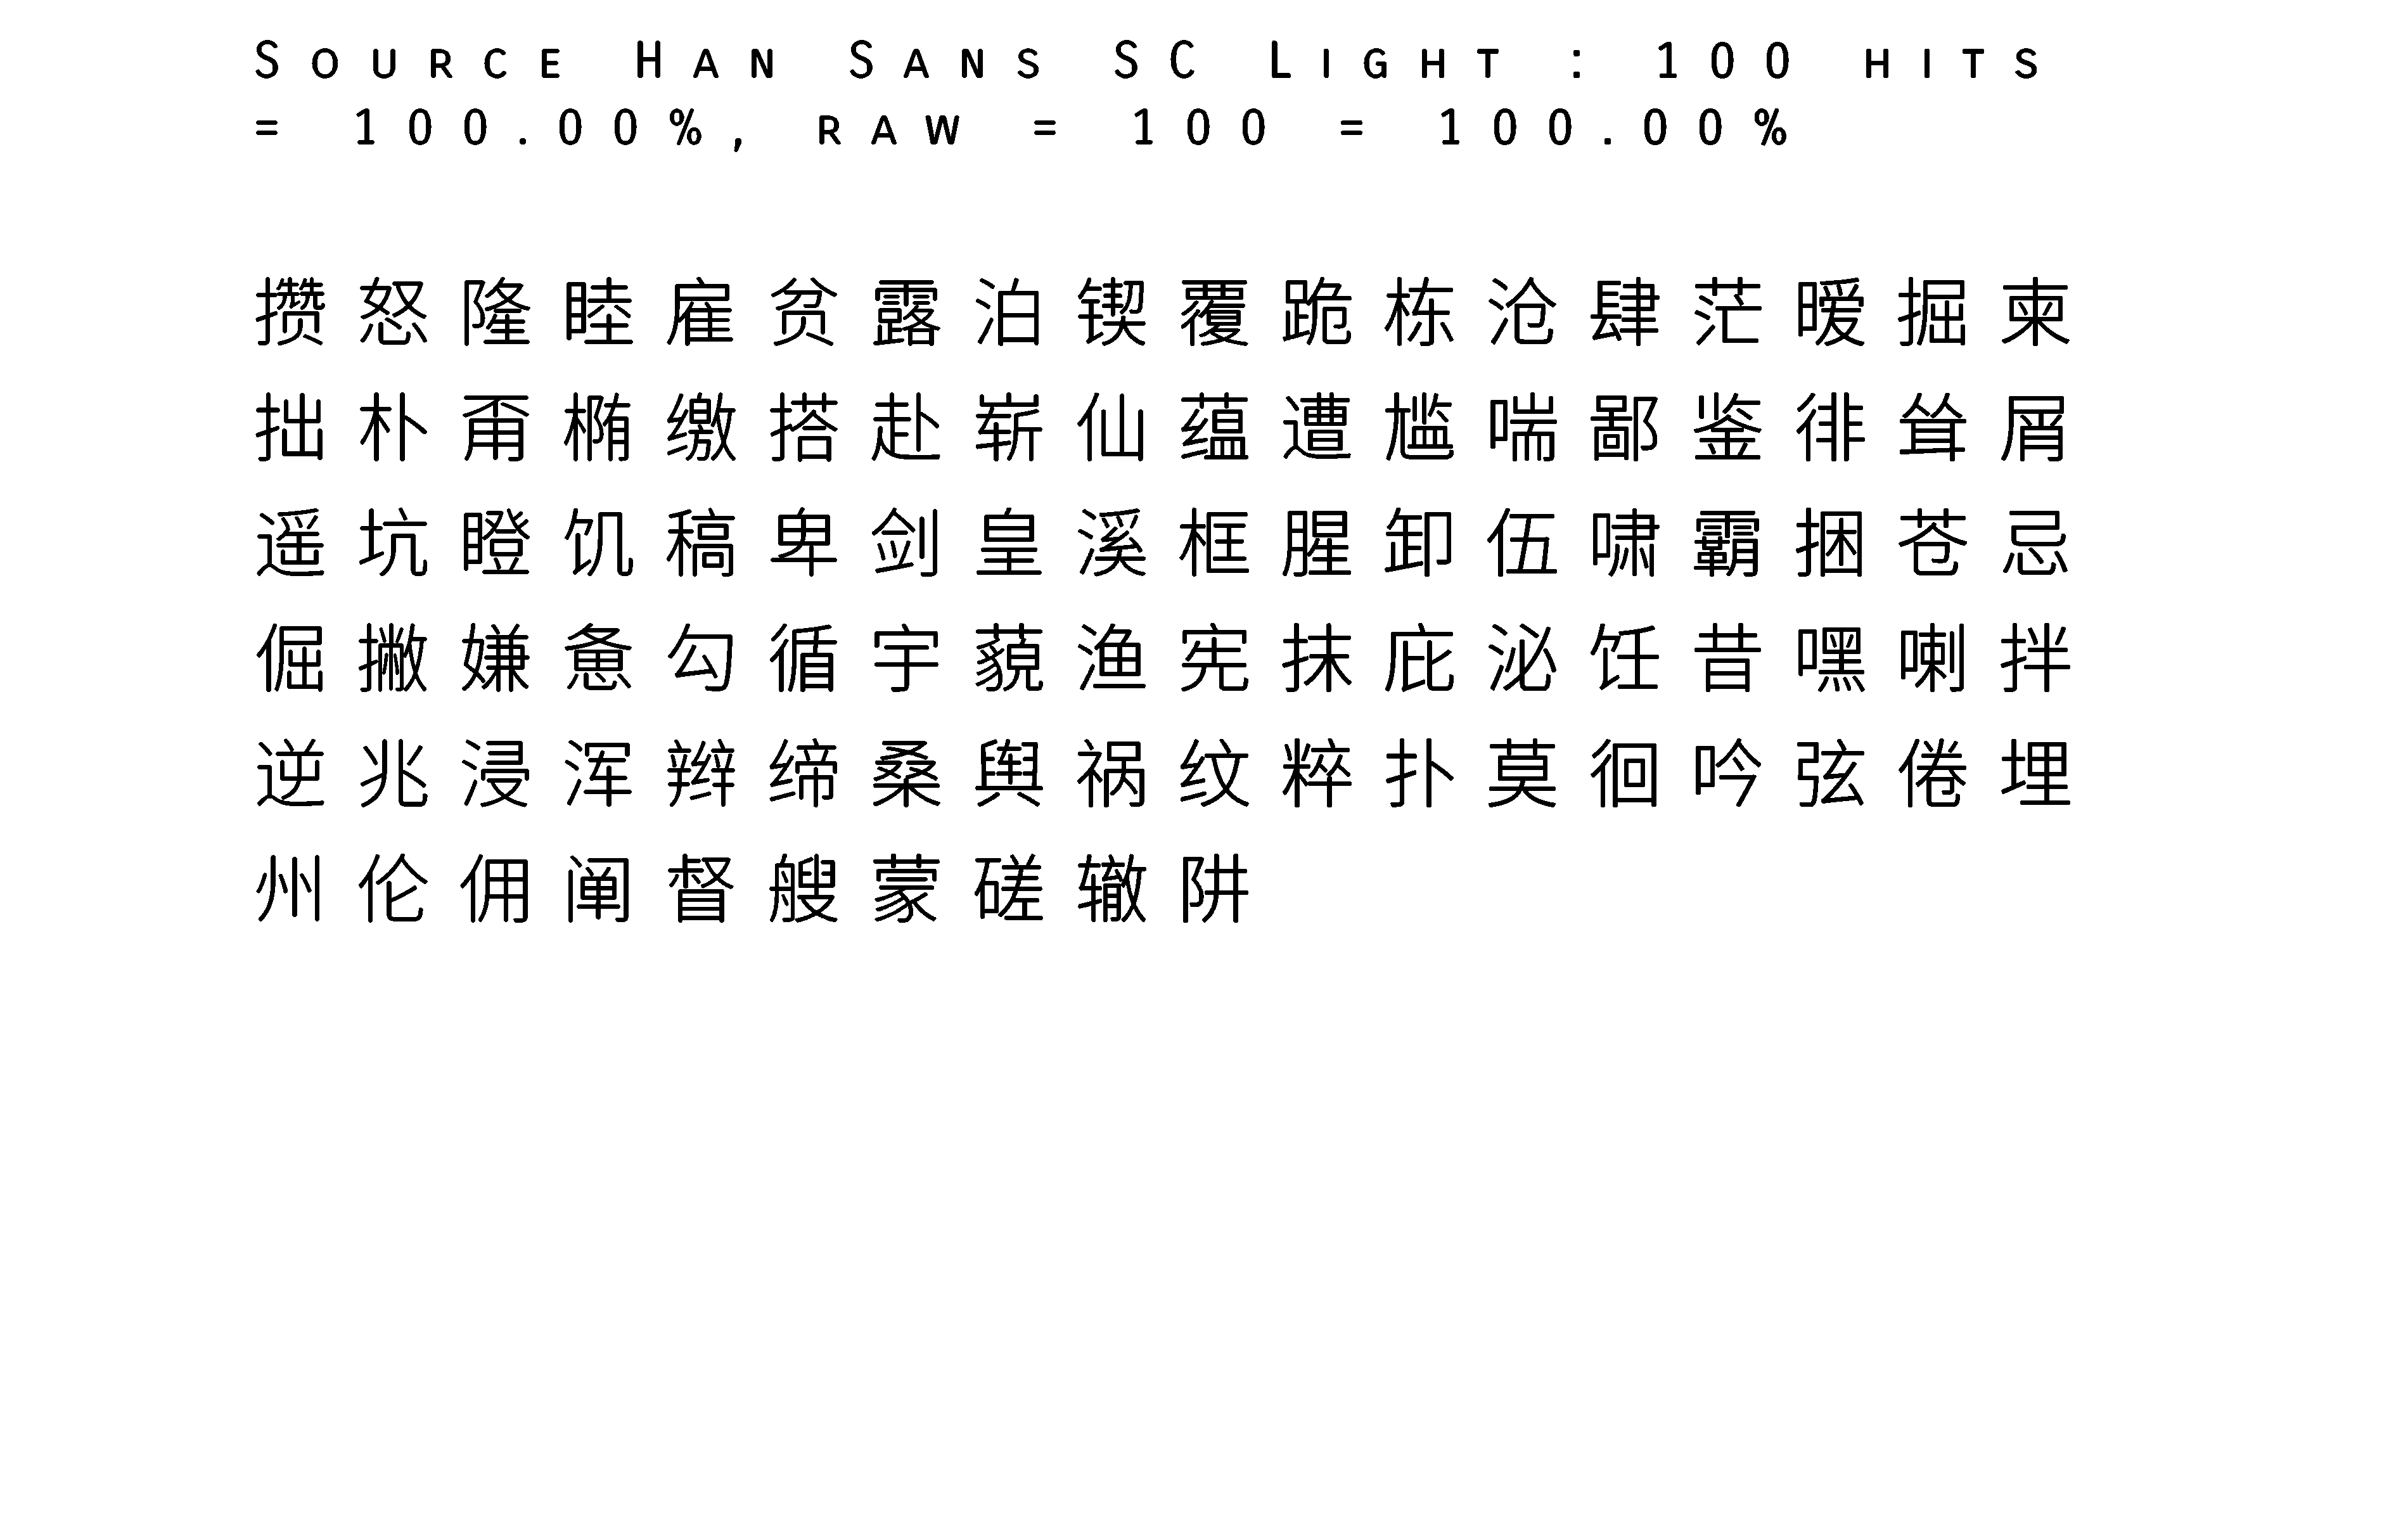 Source Han Sans SC Light : 100 hits
= 100.00%, raw = 100 = 100.00%
攒 怒 隆 睦 雇 贫 露 泊 锲 覆 跪 栋 沧 肆 茫 暖 掘 柬
拙 朴 甭 椭 缴 搭 赴 崭 仙 蕴 遭 尴 喘 鄙 鉴 徘 耸 屑
遥 坑 瞪 饥 稿 卑 剑 皇 溪 框 腥 卸 伍 啸 霸 捆 苍 忌
倔 撇 嫌 惫 勾 循 宇 藐 渔 宪 抹 庇 泌 饪 昔 嘿 喇 拌
逆 兆 浸 浑 辫 缔 桑 舆 祸 纹 粹 扑 莫 徊 吟 弦 倦 埋
州 伦 佣 阐 督 艘 蒙 磋 辙 阱